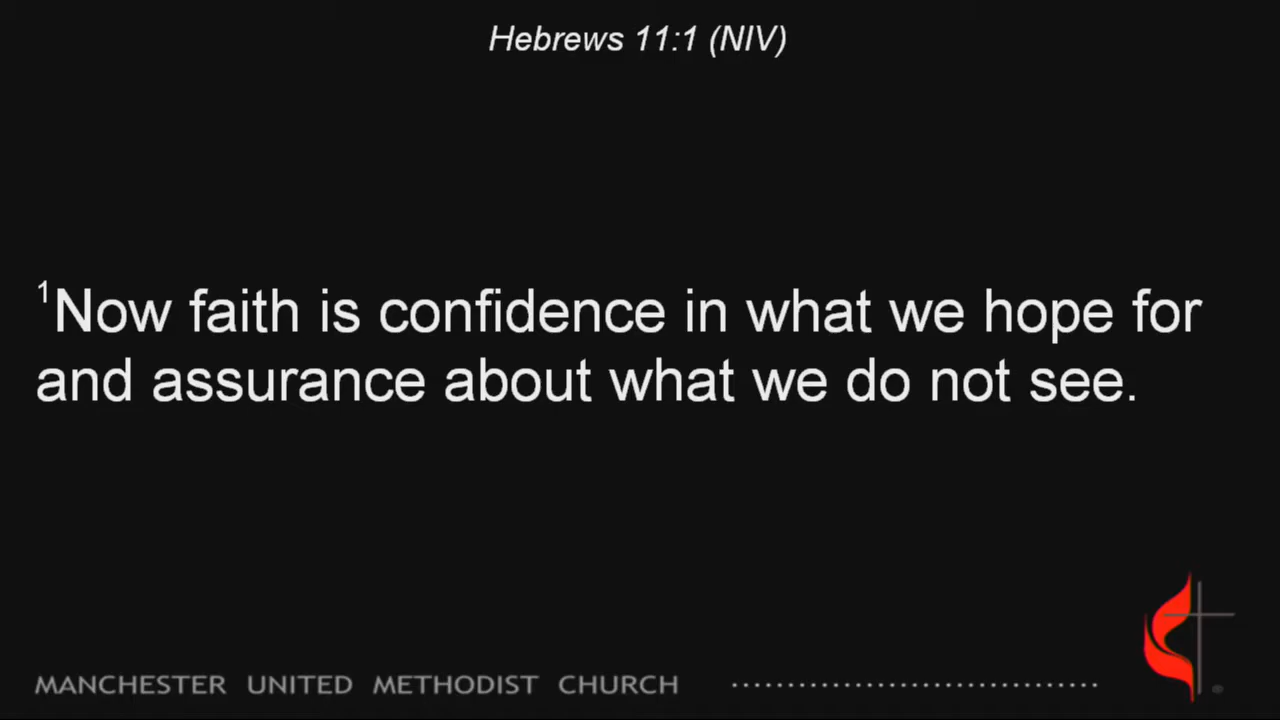 Hebrews 11:1 (NIV)
¹Now faith is confidence in what we hope for
and assurance about what we do not see.
MANCHESTER UNITED METHODIST CHURCH
®